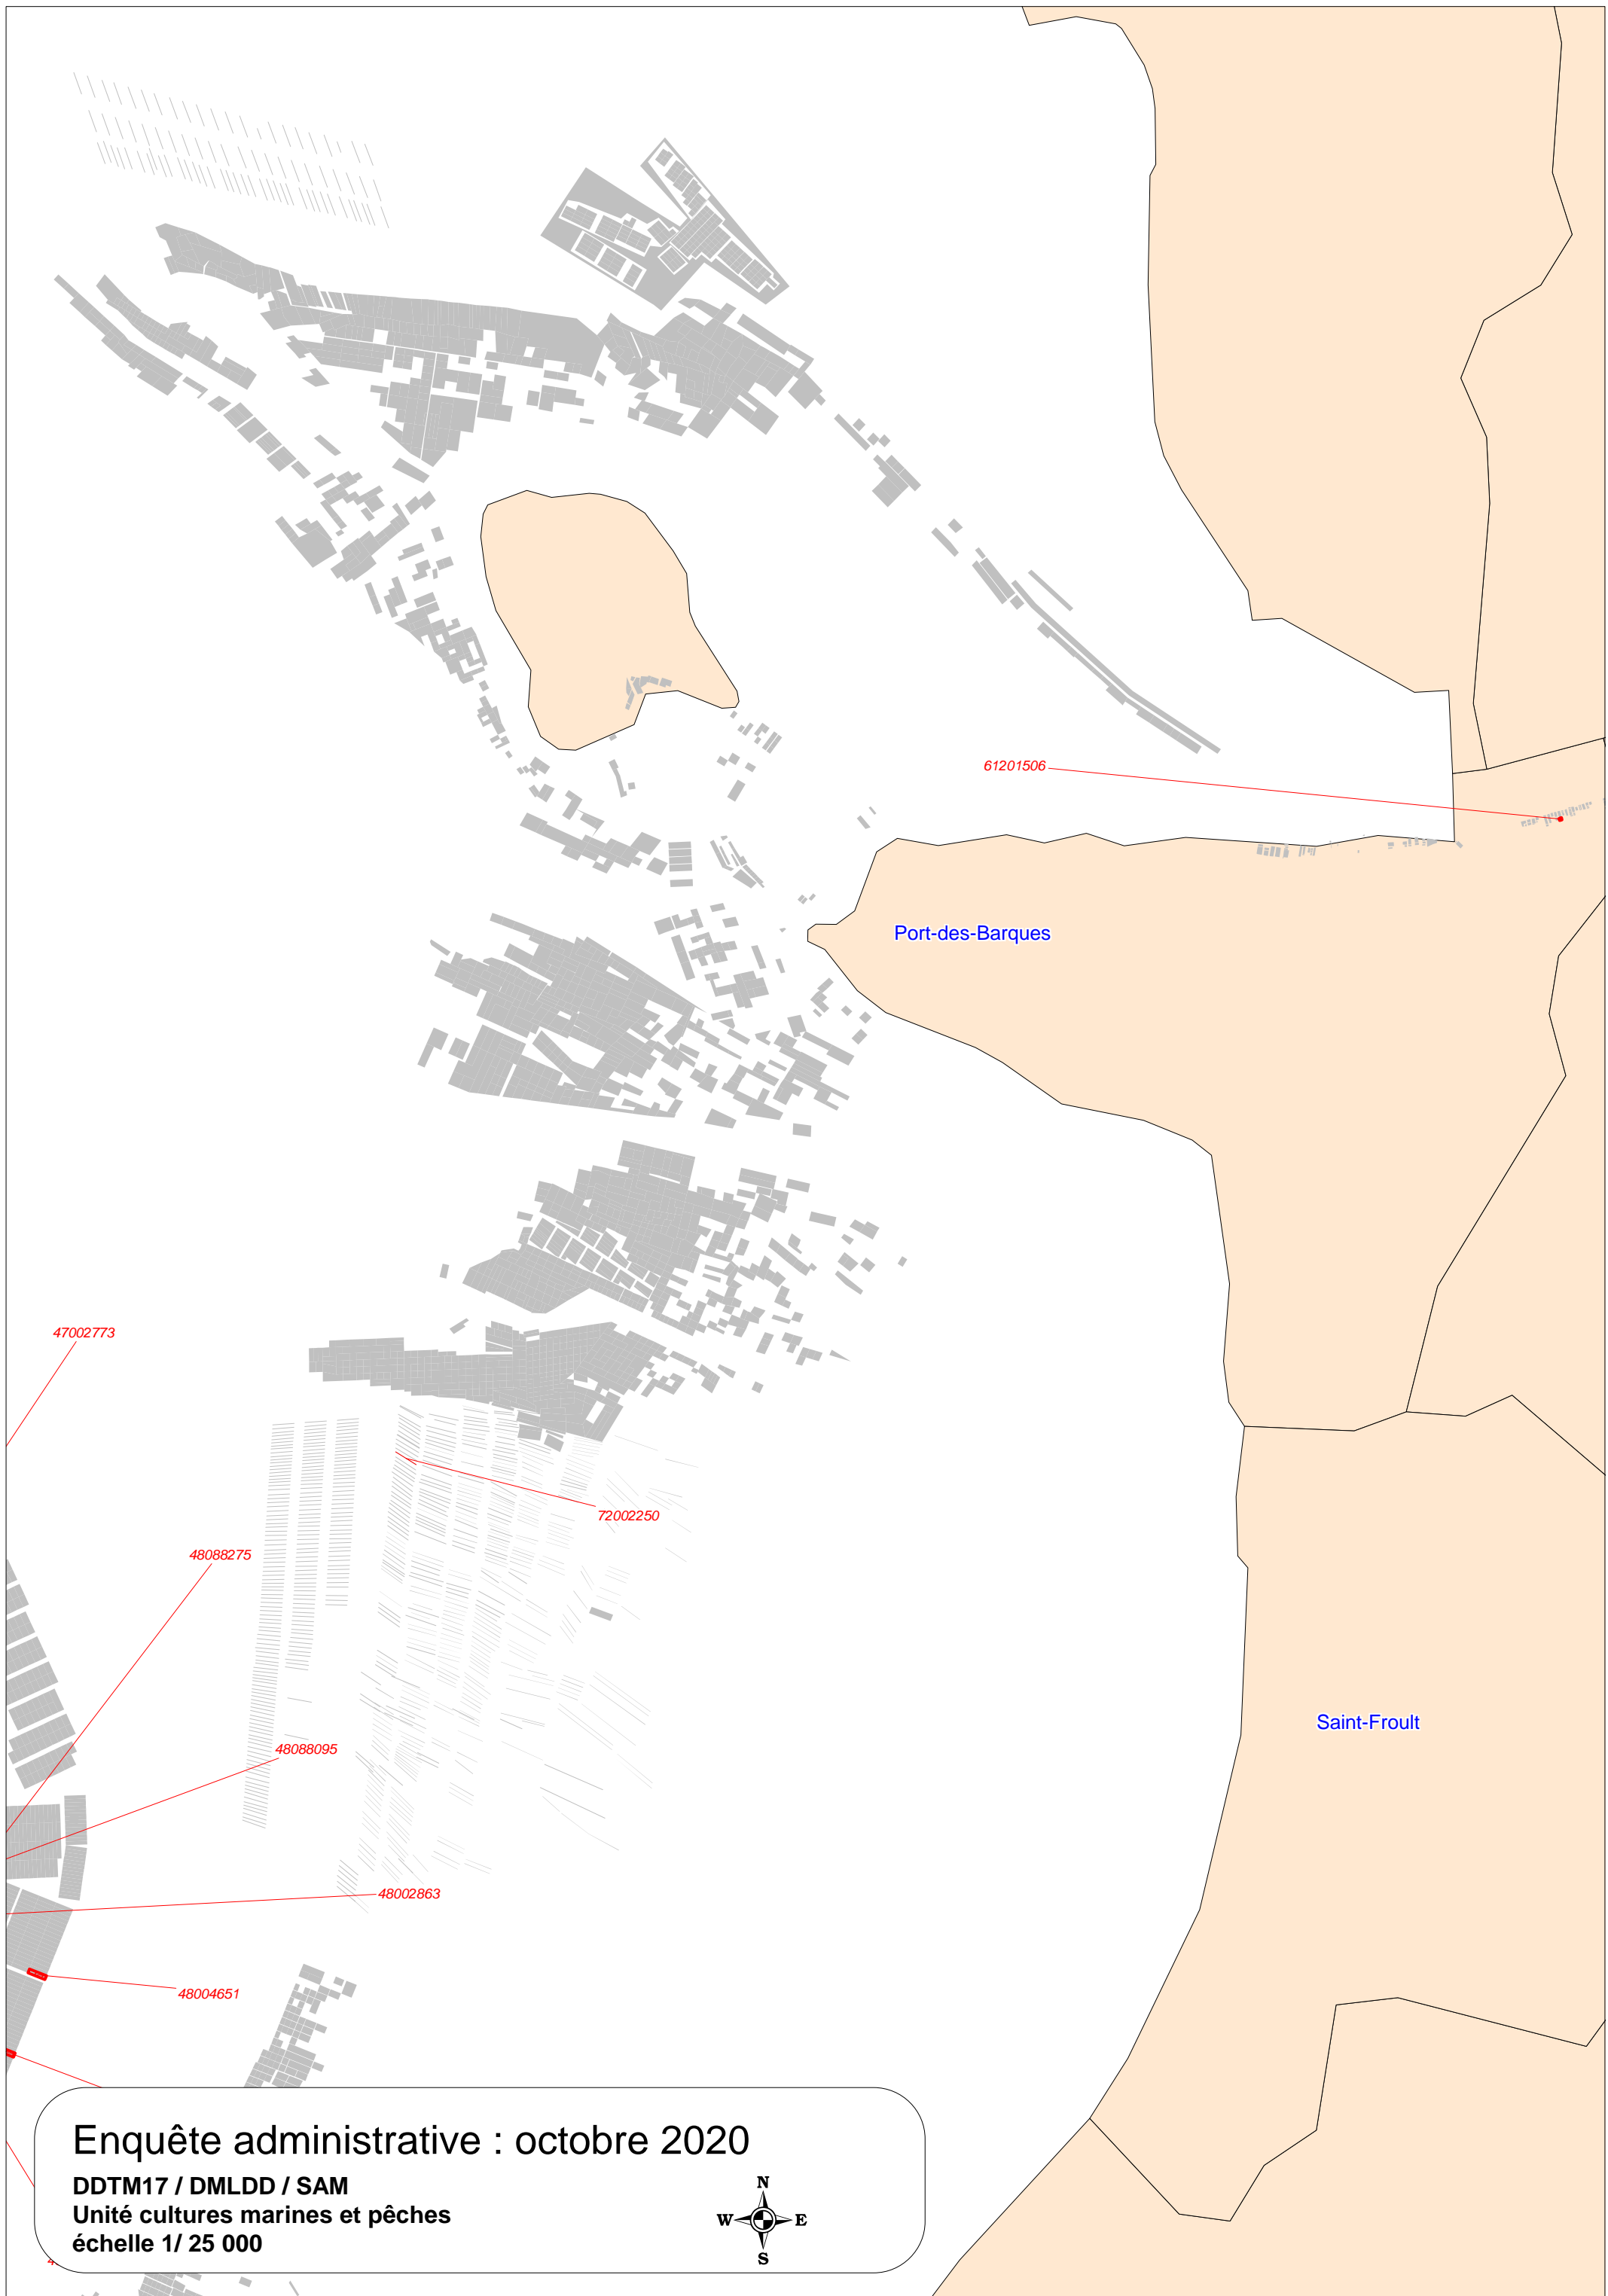 61201506
Port-des-Barques
47002773
72002250
48088275
Saint-Froult
48088095
48002863
48004651
Enquête administrative : octobre 2020
DDTM17 / DMLDD / SAM
Unité cultures marines et pêches
échelle 1/ 25 000
N
W E
S